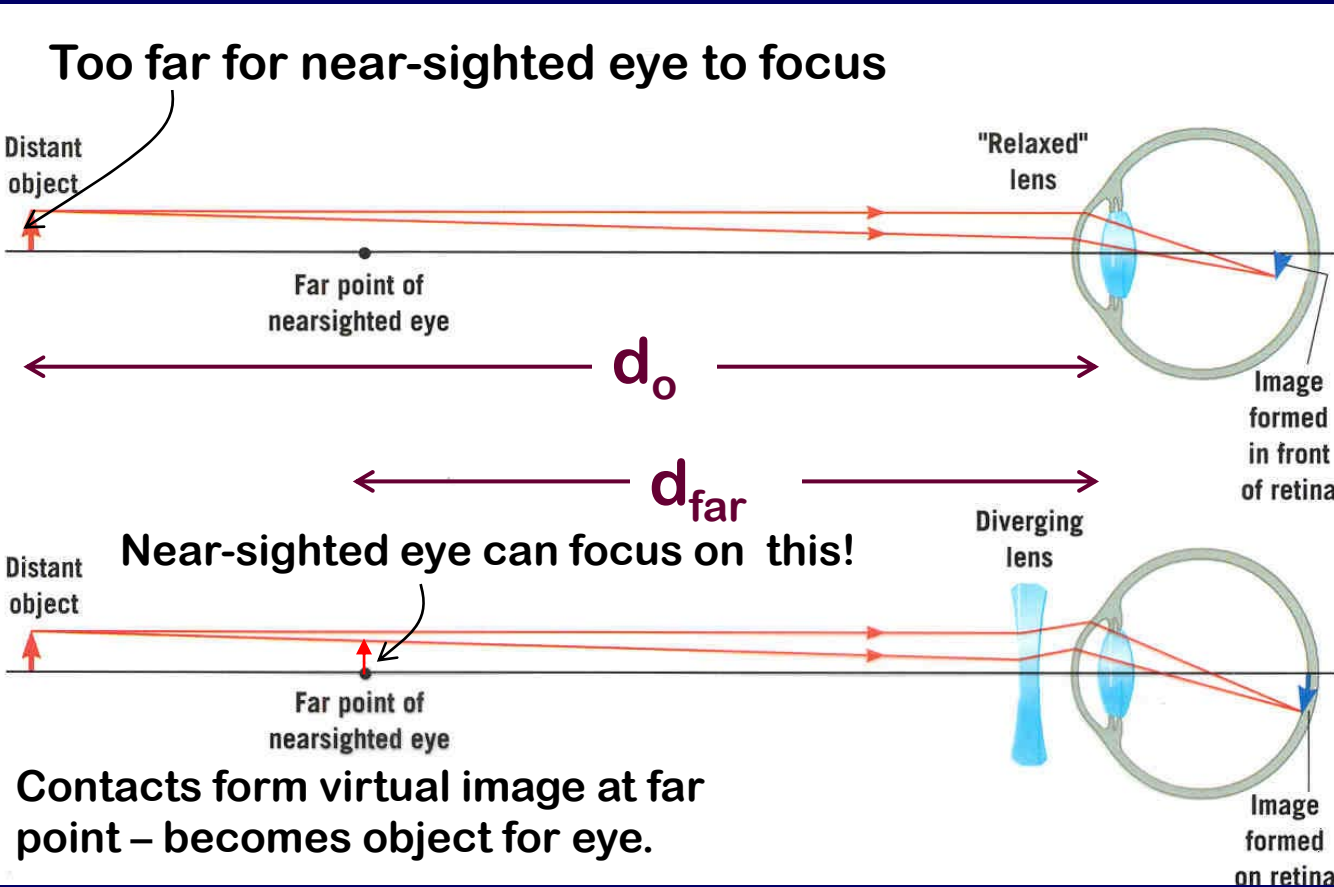 Too far for near-sighted eye to focus
Distant
object
"Relaxed"
lens
Far point of
nearsighted eye
do
Image
formed
in front
of retina
dfar
Diverging
lens
Near-sighted eye can focus on this!
Distant
object
Far point of
nearsighted eye
Contacts form virtual image at far
point – becomes object for eye.
Image
formed
on retina